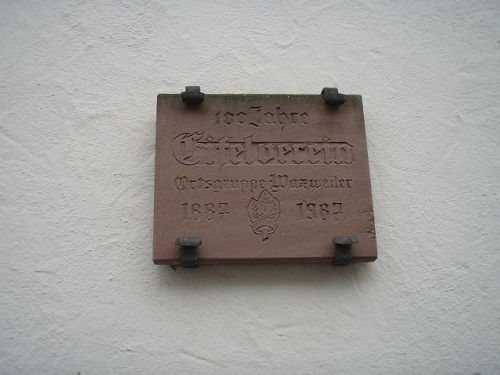 100 Jahre
Eifelverein
Ortsgruppe Waxweiler
1887 1987